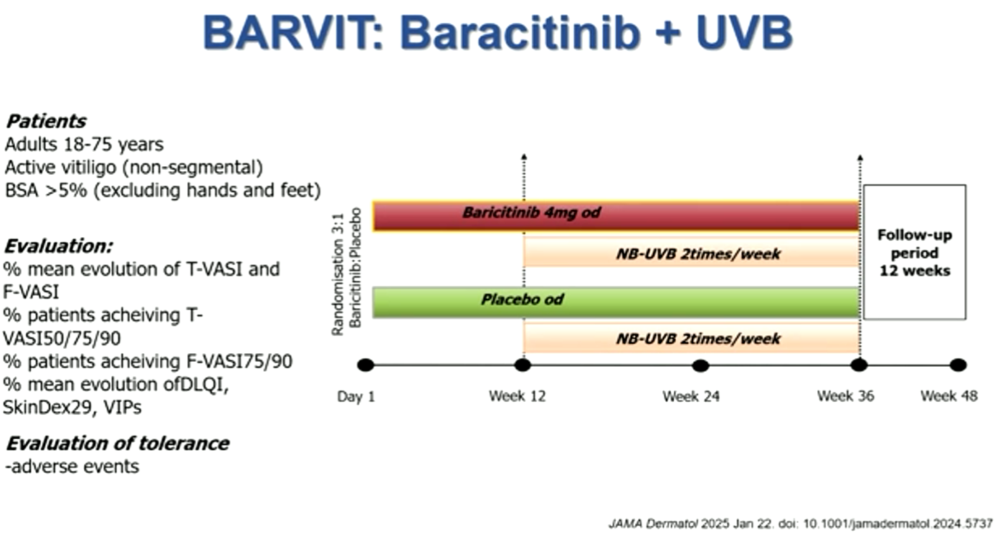 BARVIT: Baracitinib + UVB
Patients
Adults 18-75 years
Active vitiligo (non-segmental)
BSA >5% (excluding hands and feet)
Evaluation:
% mean evolution of T-VASI and
F-VASI
% patients acheiving T-
VASI50/75/90
% patients acheiving F-VASI75/90
% mean evolution ofDLQI,
SkinDex29, VIPs
Evaluation of tolerance
-adverse events
Randomisation 3:1
Baricitinib:Placebo
Baricitinib 4mg od
NB-UVB 2times/week
Placebo od
NB-UVB 2times/week
Follow-up
period
12 weeks
Day 1
Week 12
Week 24
Week 36
Week 48
JAMA Dermatol 2025 Jan 22. doi: 10.1001/jamadermatol.2024.5737